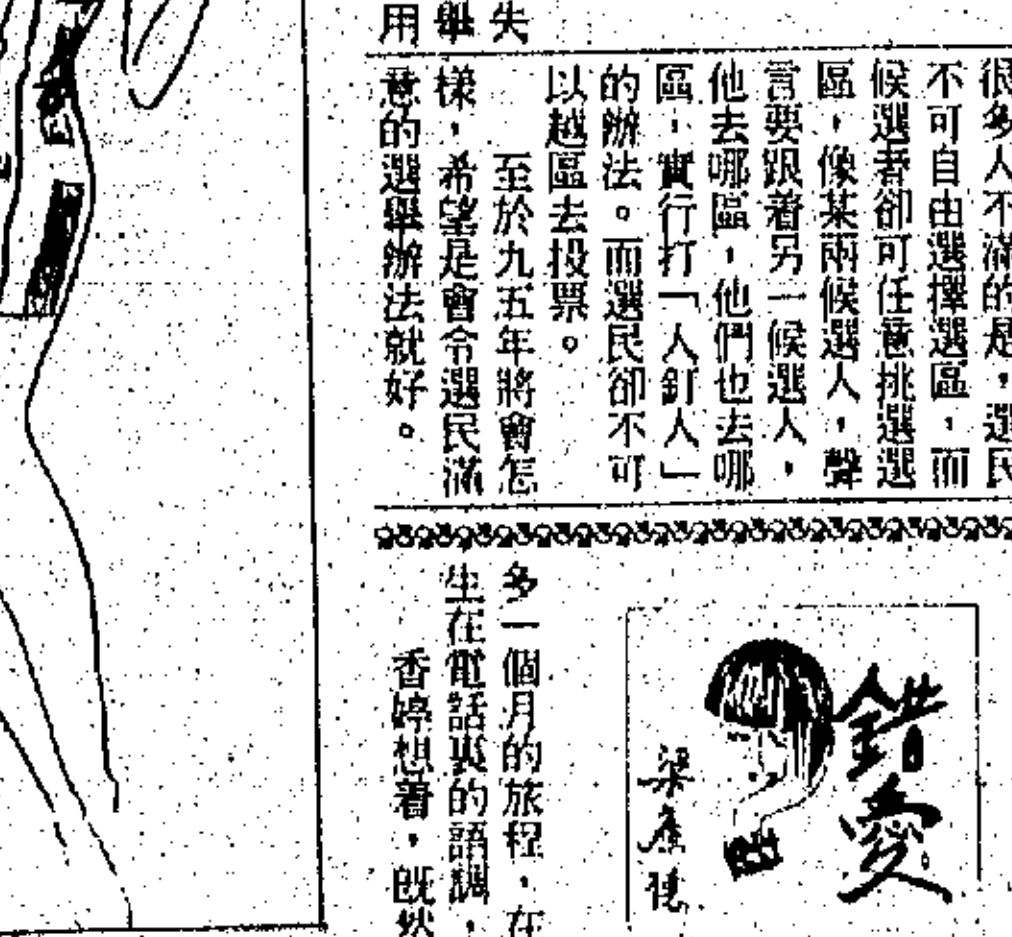 失
舉
用
很多人不滿的是，選民
不可自由選擇選區，而
候選者卻可任意挑選選
區，像某兩候選人，聲
言要跟着另一候選人，
他去哪區，他們也去哪
區，實行打「人釘人」
的辦法。而選民卻不可
以越區去投票。
至於九五年將會怎
樣，希望是會令選民滿
意的選舉辦法就好。
錯愛
多一個月的旅程，在
生在電話裏的語調，
香婷想着，既然